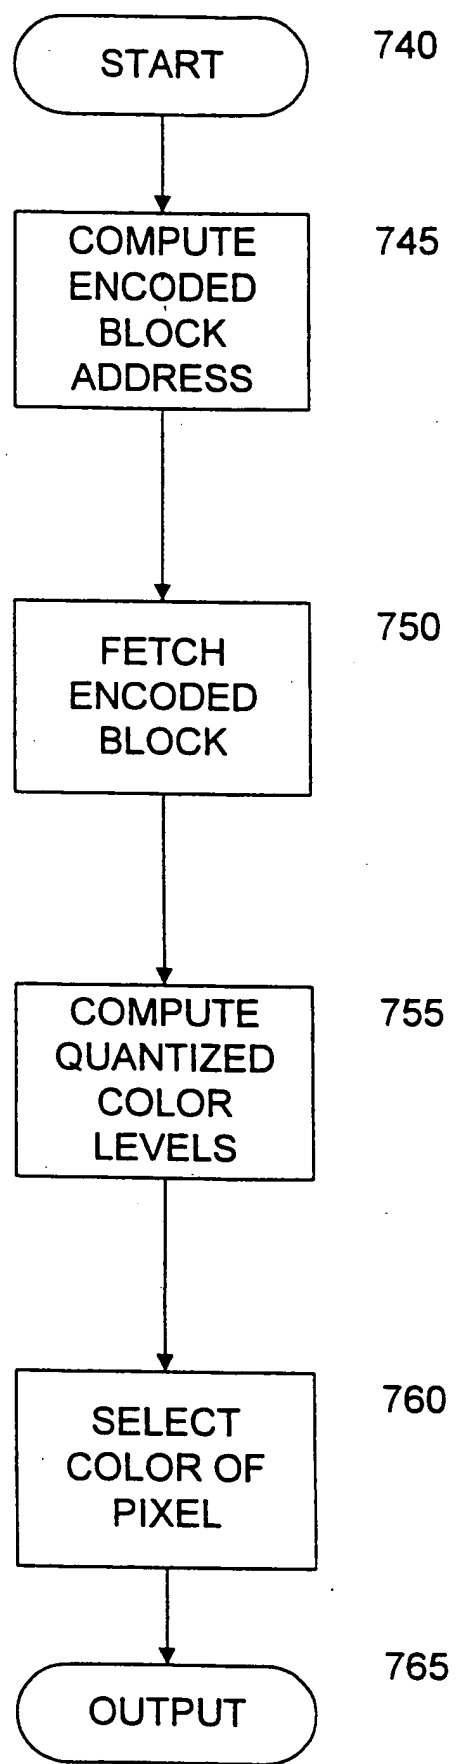 START
740
COMPUTE
745
ENCODED
BLOCK
ADDRESS
FETCH
750
ENCODED
BLOCK
COMPUTE
755
QUANTIZED
COLOR
LEVELS
SELECT
760
COLOR OF
PIXEL
765
OUTPUT